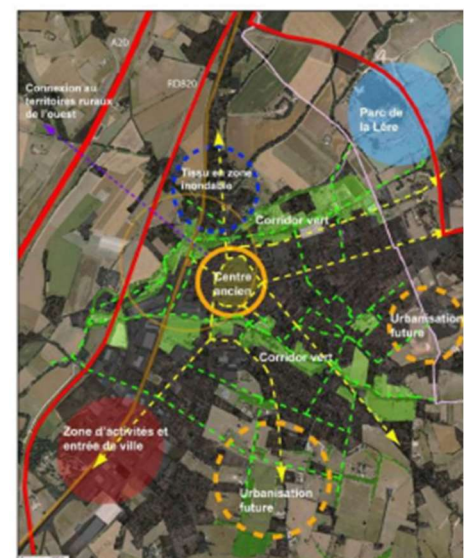 A20
RD820
Connexion au
territoires ruraux
de l'ouest
Parc de
la Lère
Tissu en zone
inondable
Corridor vert
Centre
ancien
Urbanisation
future
Corridor vert
Zone d'activités et
entrée de ville
Urbanisation
future